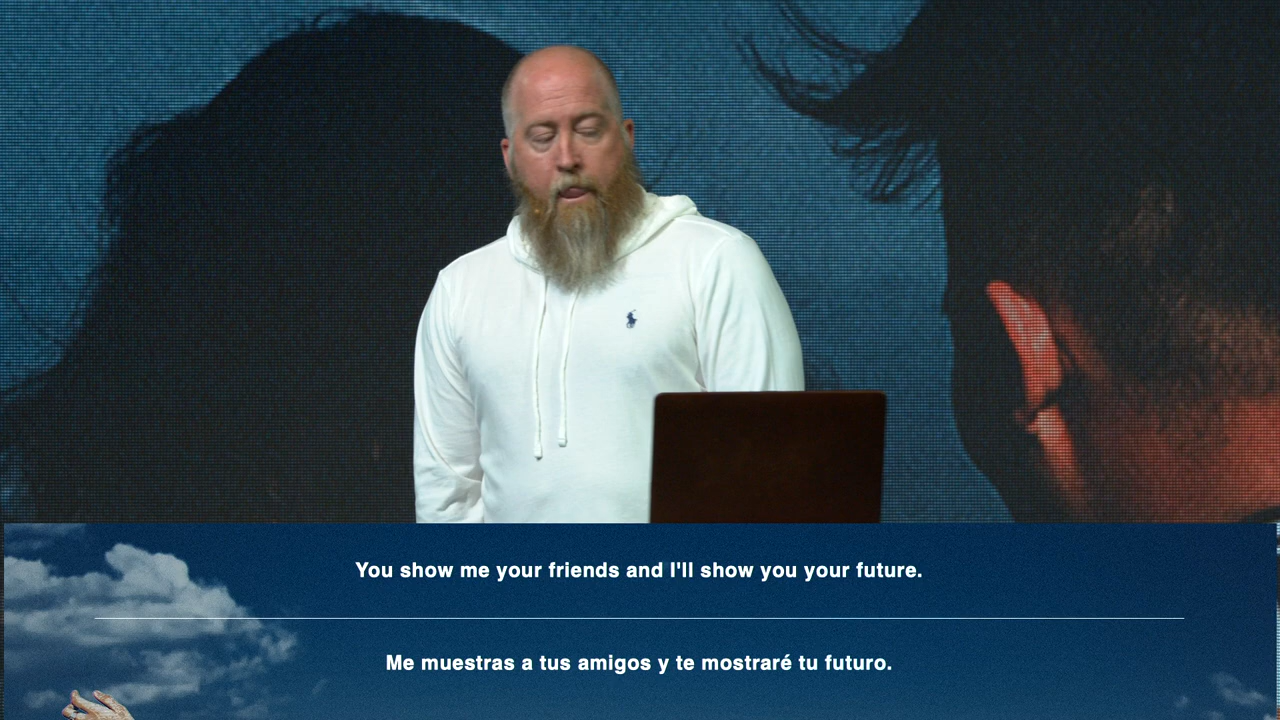 You show me your friends and I'll show you your future.
Me muestras a tus amigos y te mostraré tu futuro.